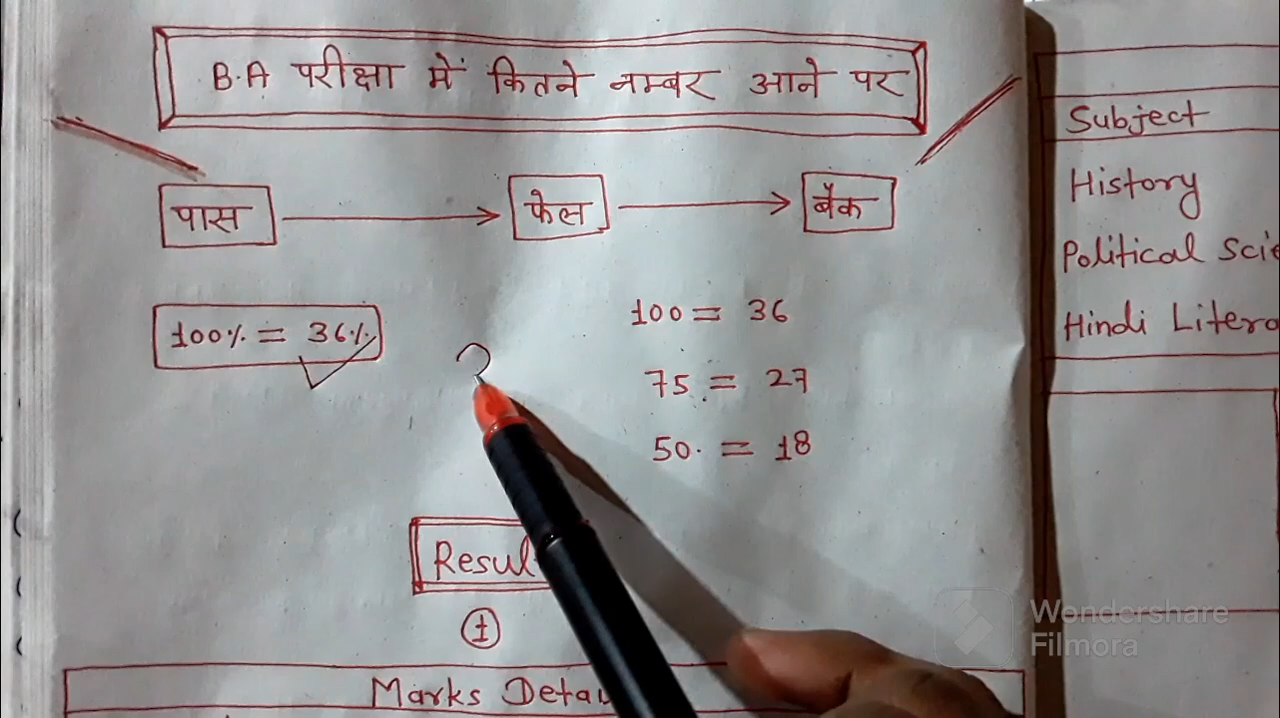 B.A परीक्षा में कितने नम्बर आने पर
पास फेल बैक
100% = 36%
100 = 36
75 = 27
50. = 18
①
Marks
Subject
History
Political
Hindi
Wondershare
Filmora